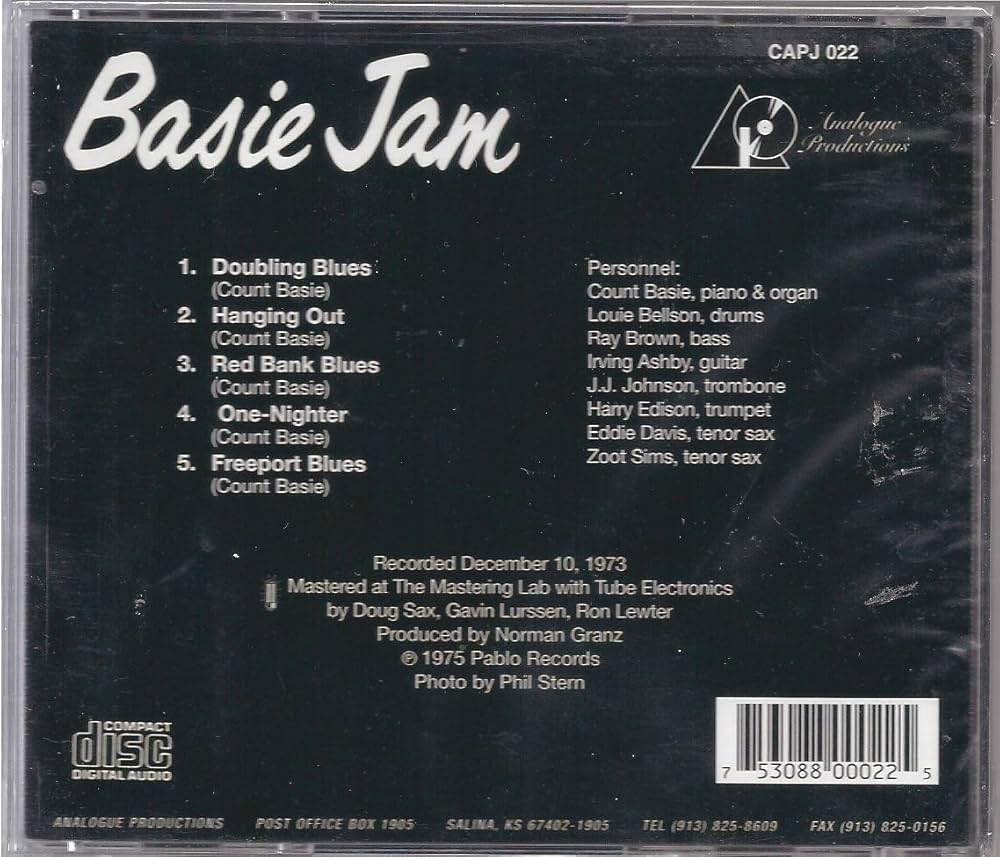 CAPJ 022
Basie Jam
Analogue
Productions
1. Doubling Blues
(Count Basie)
2. Hanging Out
(Count Basie)
3. Red Bank Blues
(Count Basie)
4. One-Nighter
(Count Basie)
5. Freeport Blues
(Count Basie)
Personnel:
Count Basie, piano & organ
Louie Bellson, drums
Ray Brown, bass
Irving Ashby, guitar
J.J. Johnson, trombone
Harry Edison, trumpet
Eddie Davis, tenor sax
Zoot Sims, tenor sax
Recorded December 10, 1973
Mastered at The Mastering Lab with Tube Electronics
by Doug Sax, Gavin Lurssen, Ron Lewter
Produced by Norman Granz
℗ 1975 Pablo Records
Photo by Phil Stern
COMPACT
disc
DIGITAL AUDIO
7 53088 00022 5
ANALOGUE PRODUCTIONS POST OFFICE BOX 1905 SALINA, KS 67402-1905 TEL (913) 825-8609 FAX (913) 825-0156